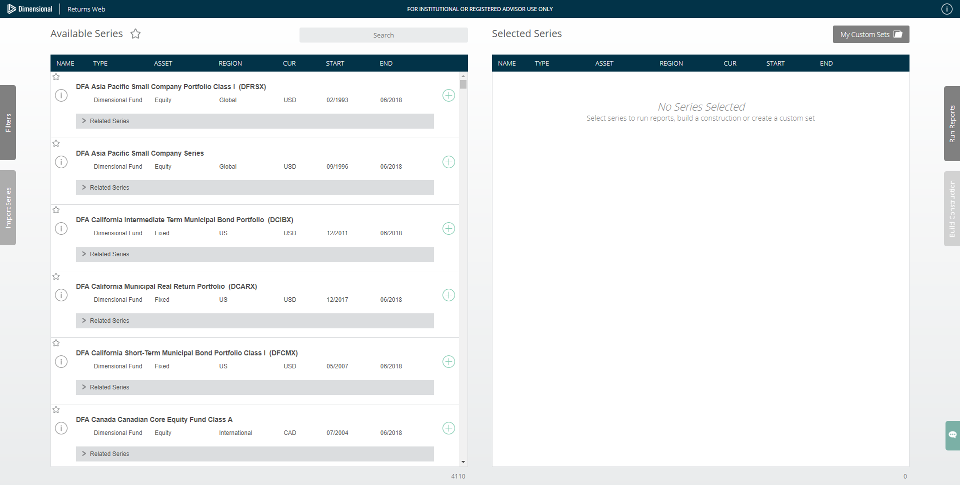 Dimensional
Returns Web
FOR INSTITUTIONAL OR REGISTERED ADVISOR USE ONLY
Available Series
Search
NAME TYPE ASSET REGION CUR START END
DFA Asia Pacific Small Company Portfolio Class I (DFRSX)
Dimensional Fund Equity Global USD 02/1993 06/2018
Related Series
DFA Asia Pacific Small Company Series
Dimensional Fund Equity Global USD 09/1996 06/2018
Related Series
DFA California Intermediate Term Municipal Bond Portfolio (DCIBX)
Dimensional Fund Fixed US USD 12/2011 06/2018
Related Series
DFA California Municipal Real Return Portfolio (DCARX)
Dimensional Fund Fixed US USD 12/2017 06/2018
Related Series
DFA California Short-Term Municipal Bond Portfolio Class I (DFCMX)
Dimensional Fund Fixed US USD 05/2007 06/2018
Related Series
DFA Canada Canadian Core Equity Fund Class A
Dimensional Fund Equity International CAD 07/2004 06/2018
Related Series
4118
Filters
Import Series
Selected Series
My Custom Sets
NAME TYPE ASSET REGION CUR START END
No Series Selected
Select series to run reports, build a construction or create a custom set
0
Run Reports
Build Construction